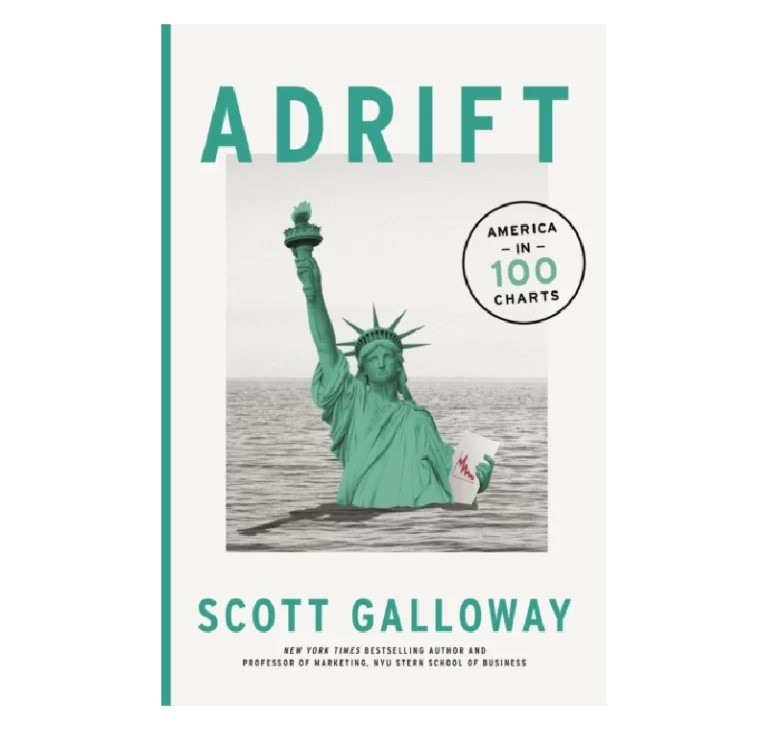 ADRIFT
AMERICA
– IN –
100
CHARTS
SCOTT GALLOWAY
NEW YORK TIMES BESTSELLING AUTHOR AND
PROFESSOR OF MARKETING, NYU STERN SCHOOL OF BUSINESS